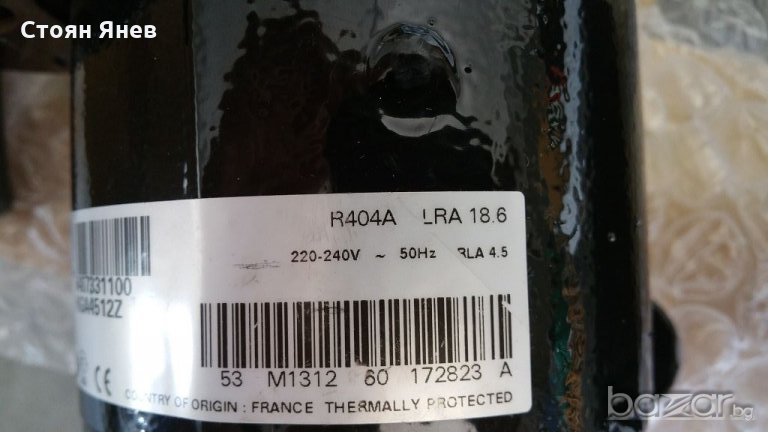 Стоян Янев
R404A LRA 18.6
220-240V ~ 50Hz RLA 4.5
53 M1312 60 172823 A
CE
COUNTRY OF ORIGIN : FRANCE THERMALLY PROTECTED
bazar.bg